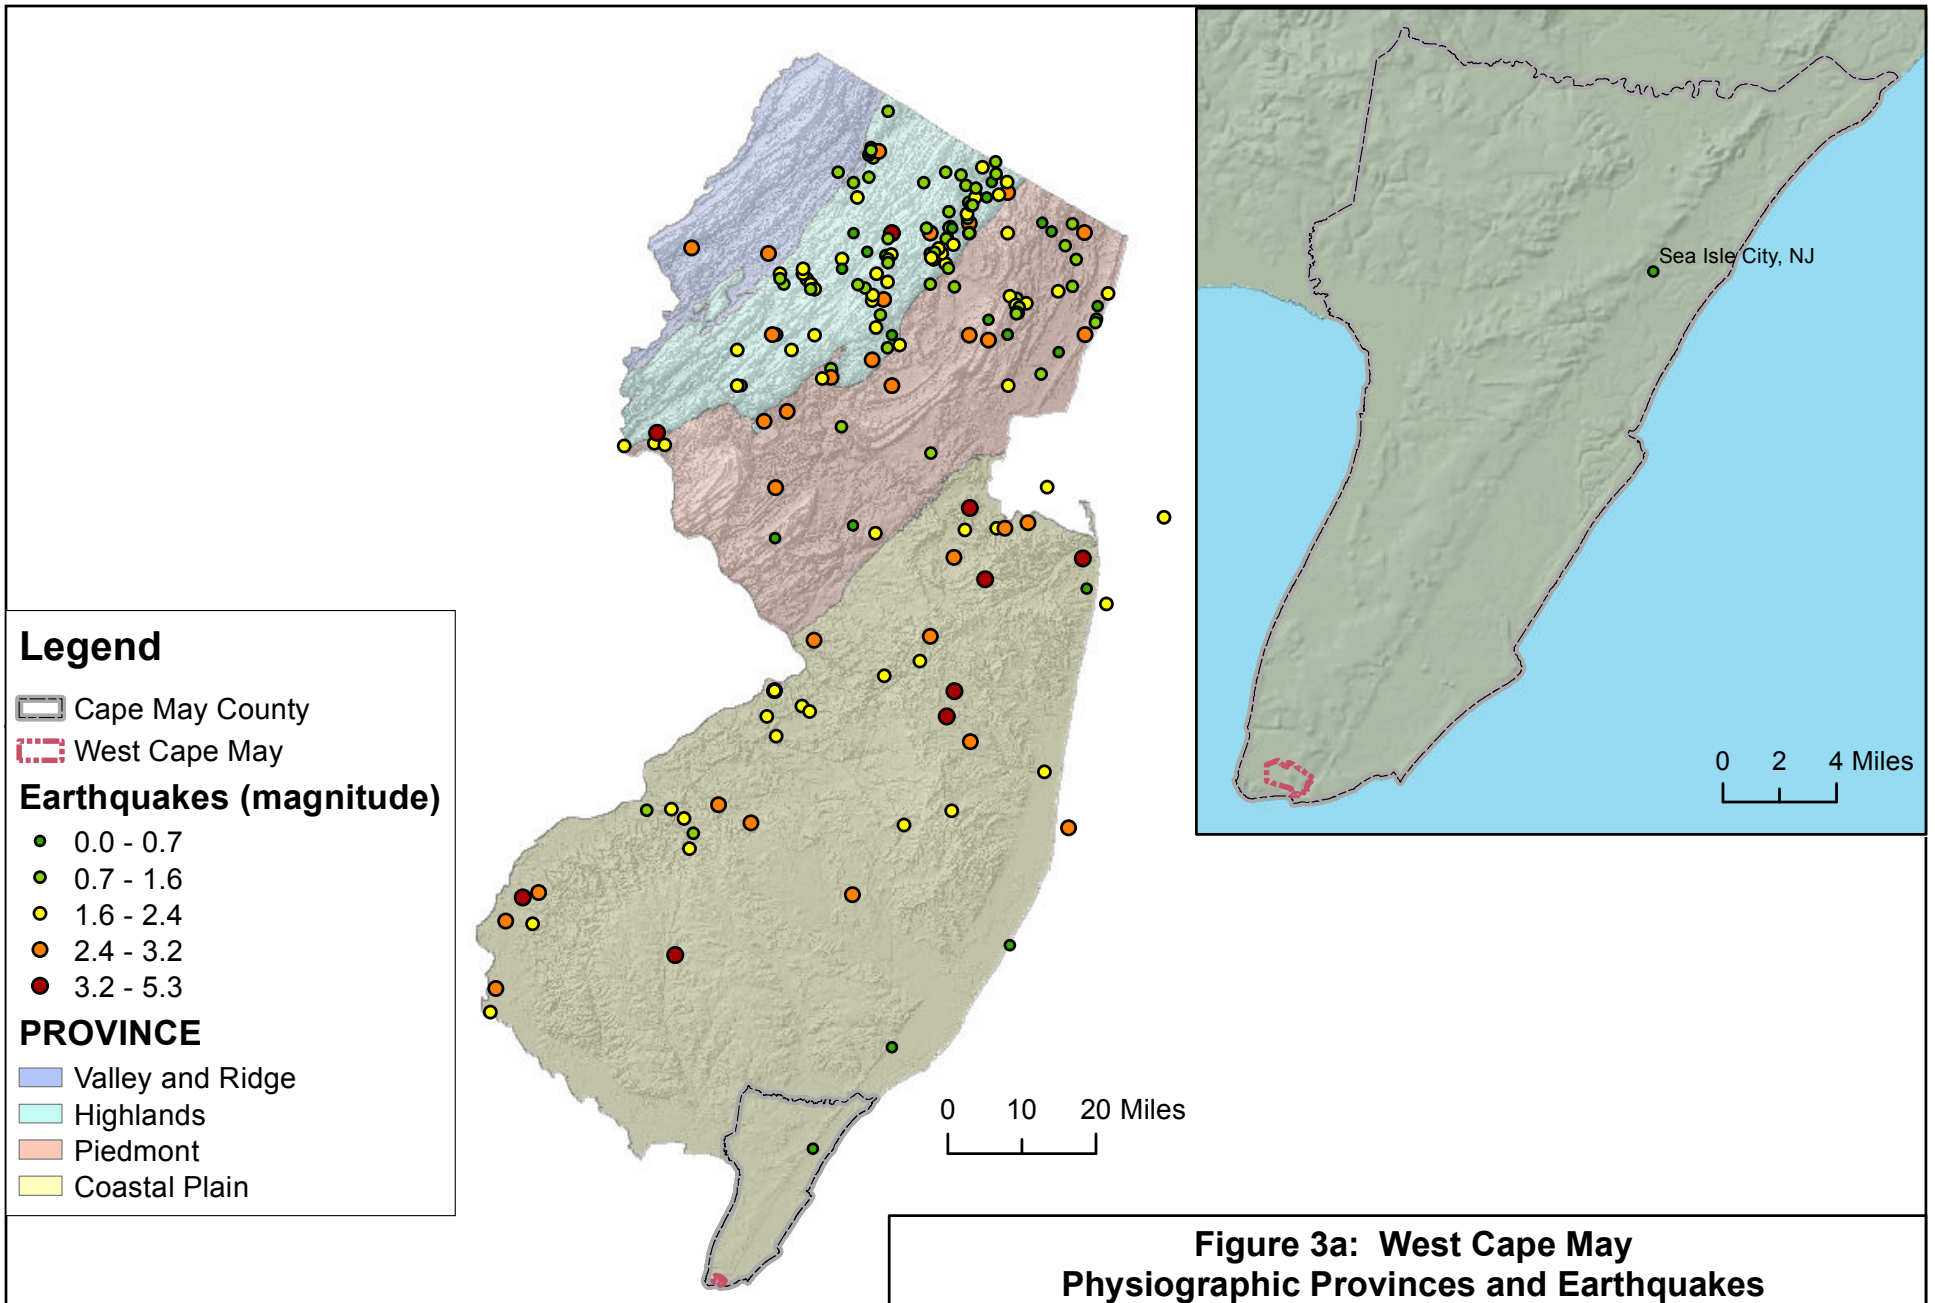 Sea Isle City, NJ
0 2 4 Miles
Legend
Cape May County
West Cape May
Earthquakes (magnitude)
0.0 - 0.7
0.7 - 1.6
1.6 - 2.4
2.4 - 3.2
3.2 - 5.3
PROVINCE
Valley and Ridge
Highlands
Piedmont
Coastal Plain
0 10 20 Miles
Figure 3a: West Cape May
Physiographic Provinces and Earthquakes